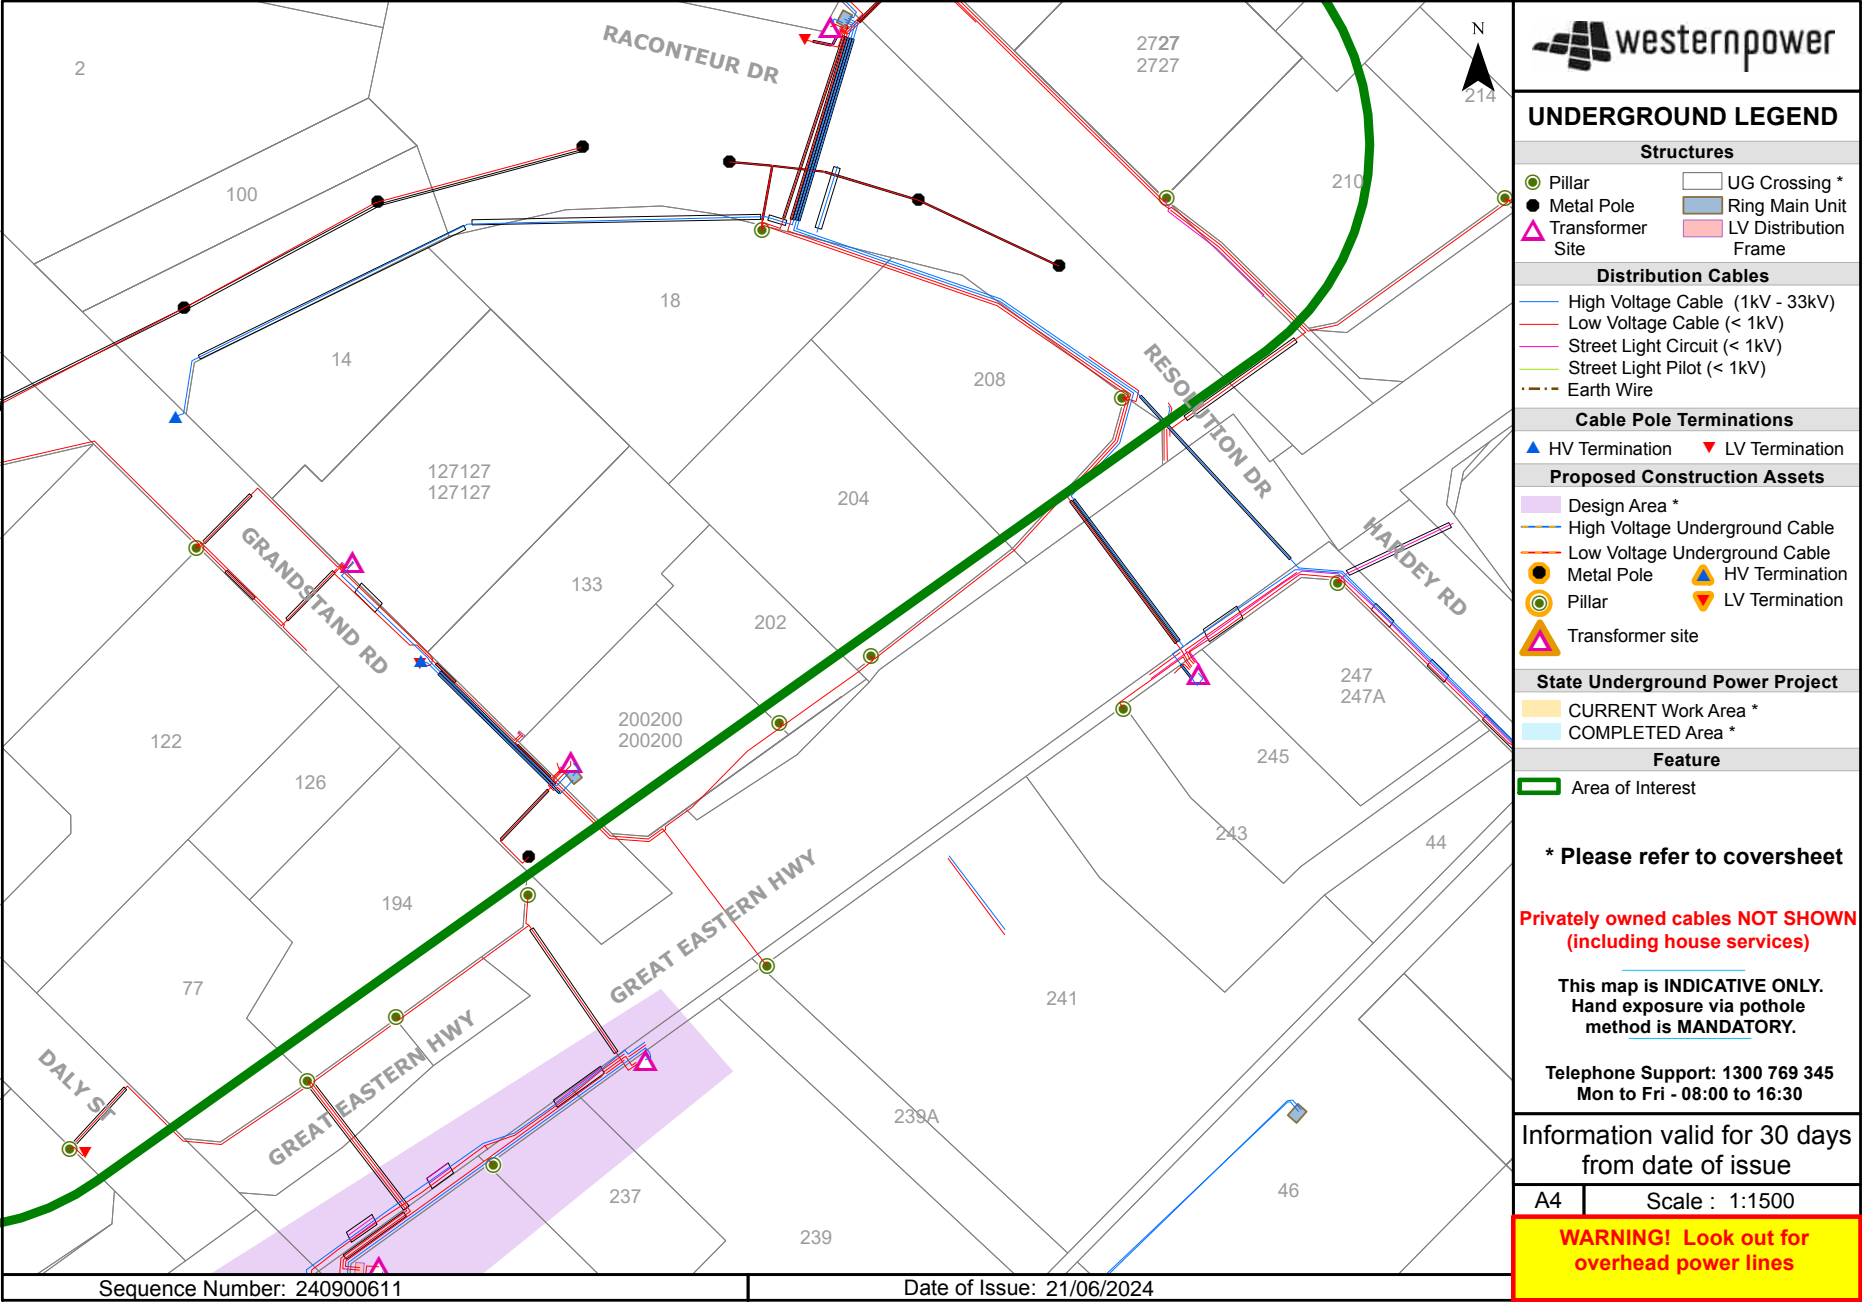 2
100
RACONTEUR DR
2727
2727
214
210
18
14
208
RESOLUTION DR
127127
127127
204
GRANDSTAND RD
133
HARDEY RD
202
247
247A
200200
200200
122
126
245
243
44
194
GREAT EASTERN HWY
77
241
GREAT EASTERN HWY
DALY ST
239A
237
46
239
N
westernpower
UNDERGROUND LEGEND
Structures
Pillar
UG Crossing *
Metal Pole
Ring Main Unit
Transformer
Site
LV Distribution
Frame
Distribution Cables
High Voltage Cable (1kV - 33kV)
Low Voltage Cable (< 1kV)
Street Light Circuit (< 1kV)
Street Light Pilot (< 1kV)
Earth Wire
Cable Pole Terminations
HV Termination
LV Termination
Proposed Construction Assets
Design Area *
High Voltage Underground Cable
Low Voltage Underground Cable
Metal Pole
HV Termination
Pillar
LV Termination
Transformer site
State Underground Power Project
CURRENT Work Area *
COMPLETED Area *
Feature
Area of Interest
* Please refer to coversheet
Privately owned cables NOT SHOWN
(including house services)
This map is INDICATIVE ONLY.
Hand exposure via pothole
method is MANDATORY.
Telephone Support: 1300 769 345
Mon to Fri - 08:00 to 16:30
Information valid for 30 days
from date of issue
A4
Scale : 1:1500
WARNING! Look out for
overhead power lines
Sequence Number: 240900611
Date of Issue: 21/06/2024